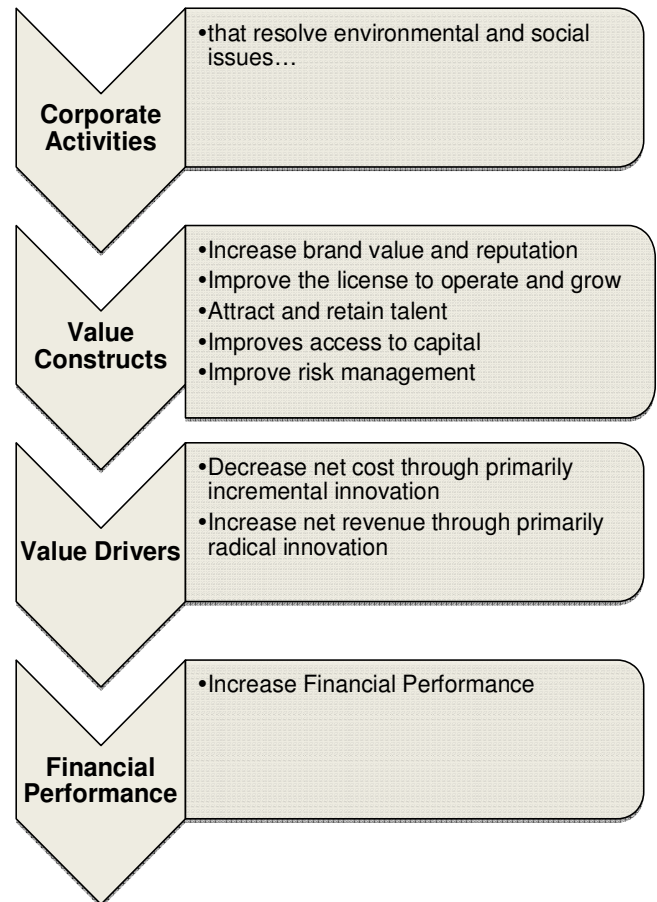 Corporate
Activities
•that resolve environmental and social
issues…
Value
Constructs
•Increase brand value and reputation
•Improve the license to operate and grow
•Attract and retain talent
•Improves access to capital
•Improve risk management
Value Drivers
•Decrease net cost through primarily
incremental innovation
•Increase net revenue through primarily
radical innovation
Financial
Performance
•Increase Financial Performance